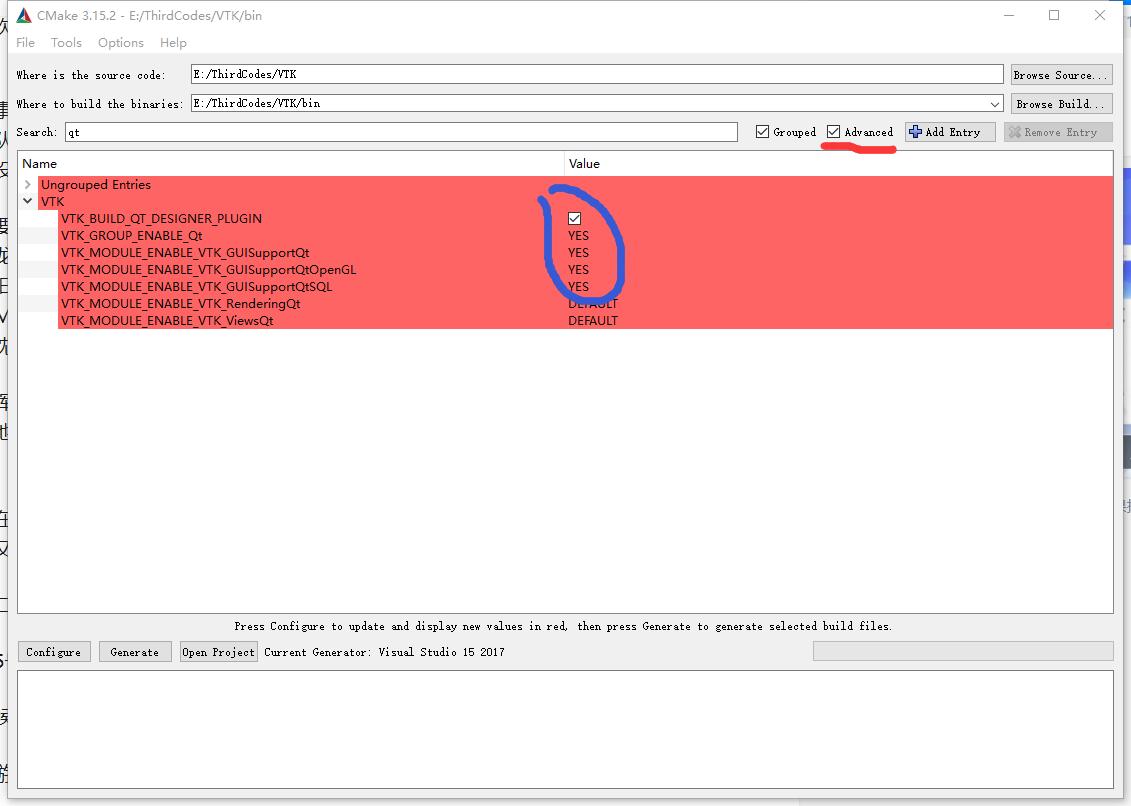 CMake 3.15.2 - E:/ThirdCodes/VTK/bin
File Tools Options Help
Where is the source code: E:/ThirdCodes/VTK Browse Source...
Where to build the binaries: E:/ThirdCodes/VTK/bin Browse Build...
Search: qt Grouped Advanced Add Entry Remove Entry
Name Value
Ungrouped Entries
VTK
VTK_BUILD_QT_DESIGNER_PLUGIN
VTK_GROUP_ENABLE_Qt YES
VTK_MODULE_ENABLE_VTK_GUISupportQt YES
VTK_MODULE_ENABLE_VTK_GUISupportQtOpenGL YES
VTK_MODULE_ENABLE_VTK_GUISupportQtSQL YES
VTK_MODULE_ENABLE_VTK_RenderingQt DEFAULT
VTK_MODULE_ENABLE_VTK_ViewsQt DEFAULT
Press Configure to update and display new values in red, then press Generate to generate selected build files.
Configure Generate Open Project Current Generator: Visual Studio 15 2017